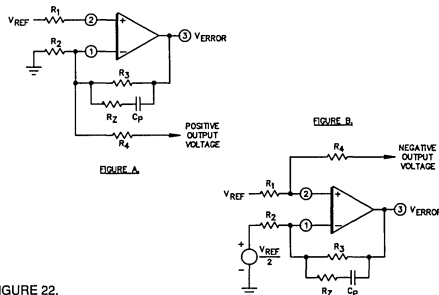 R1
VREF
2
+
R2
1
−
3 VERROR
R3
RZ
CP
R4
POSITIVE
OUTPUT
VOLTAGE
FIGURE A.
FIGURE B.
R4
NEGATIVE
OUTPUT
VOLTAGE
R1
VREF
2
+
R2
1
−
3 VERROR
+
VREF
2
−
R3
RZ
CP
FIGURE 22.